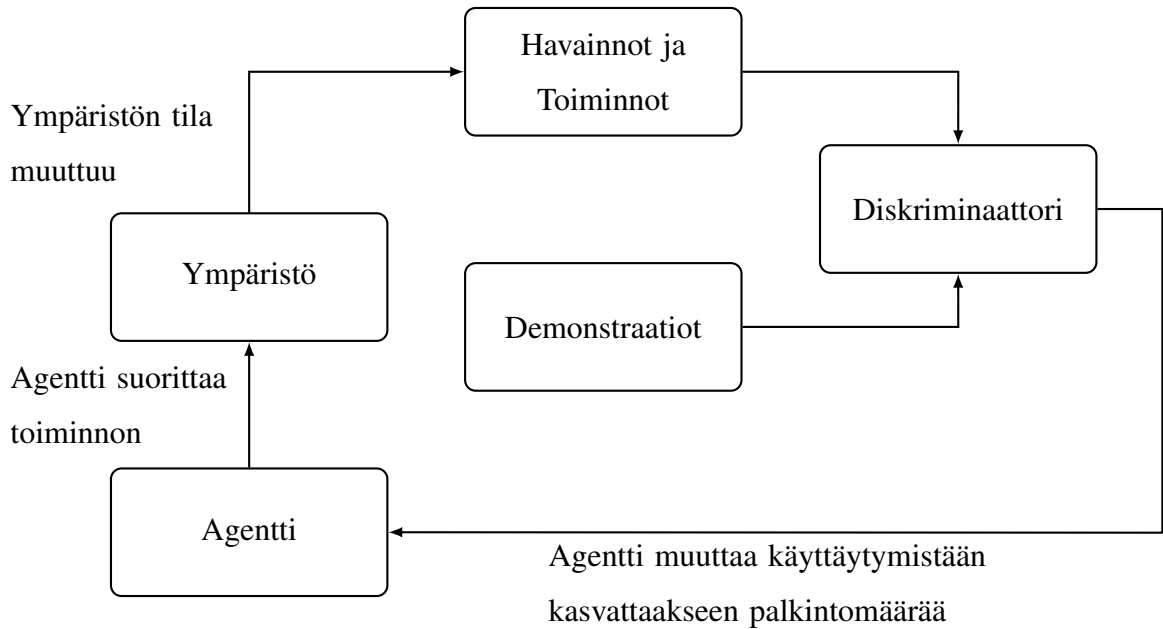 Havainnot ja
Toiminnot
Ympäristön tila
muuttuu
Diskriminaattori
Ympäristö
Demonstraatiot
Agentti suorittaa
toiminnon
Agentti
Agentti muuttaa käyttäytymistään
kasvattaakseen palkintomäärää